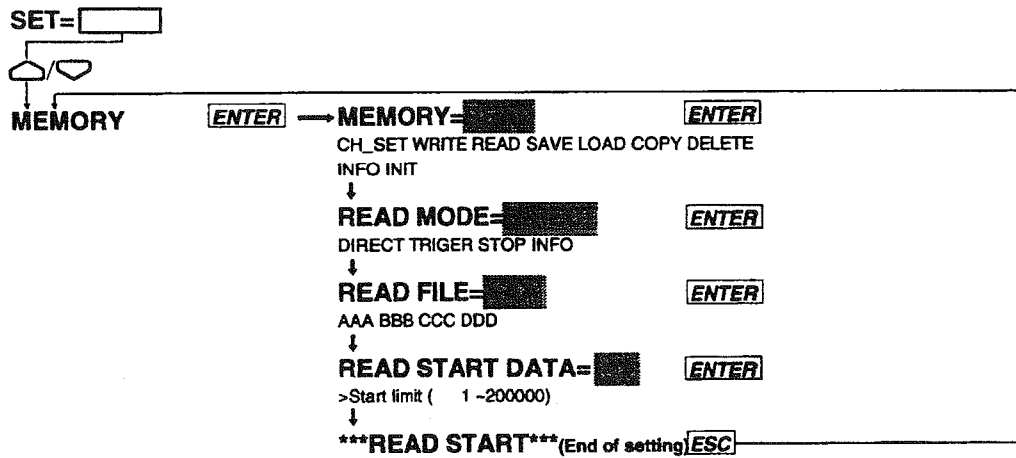 SET=
/
MEMORY ENTER MEMORY= ENTER
CH_SET WRITE READ SAVE LOAD COPY DELETE
INFO INIT
READ MODE= ENTER
DIRECT TRIGER STOP INFO
READ FILE= ENTER
AAA BBB CCC DDD
READ START DATA= ENTER
>Start limit ( 1 ~200000)
***READ START***(End of setting) ESC